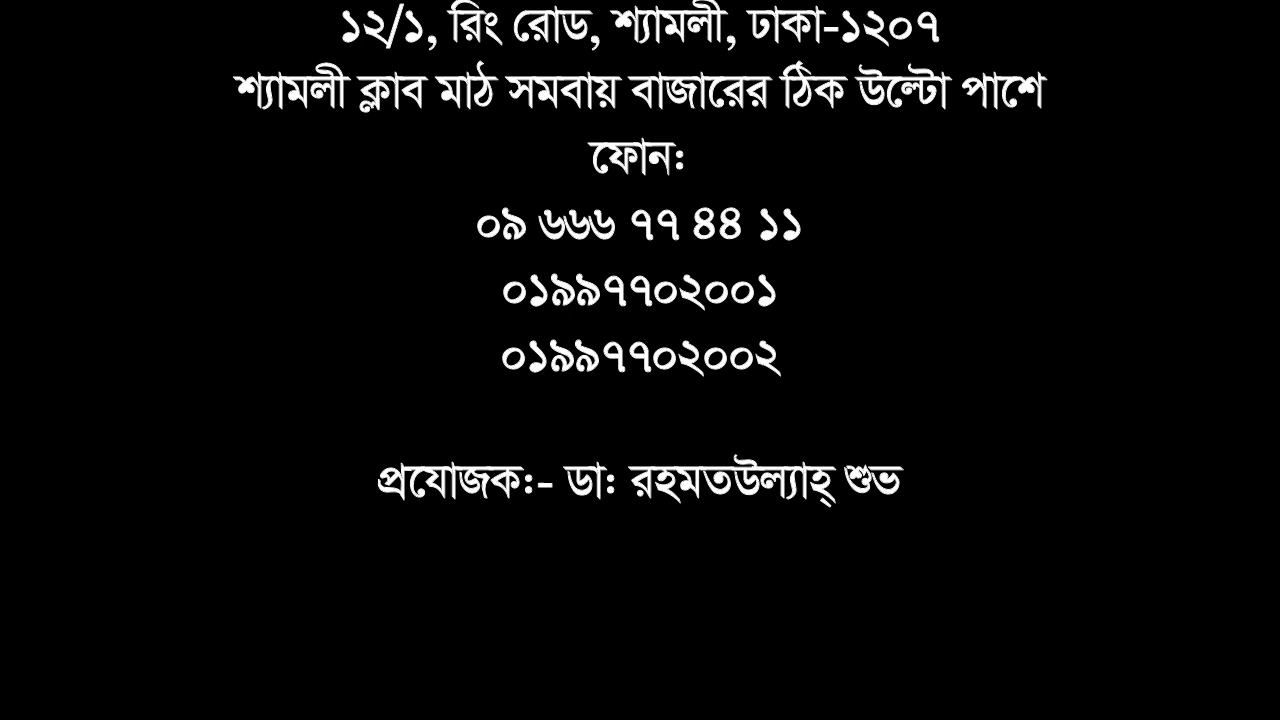 ১২/১, রিং রোড, শ্যামলী, ঢাকা-১২০৭
শ্যামলী ক্লাব মাঠ সমবায় বাজারের ঠিক উল্টো পাশে
ফোন:
০৯ ৬৬৬ ৭৭ ৪৪ ১১
০১৯৯৭৭০২০০১
০১৯৯৭৭০২০০২
প্রযোজক:- ডা: রহমতউল্যাহ্ শুভ